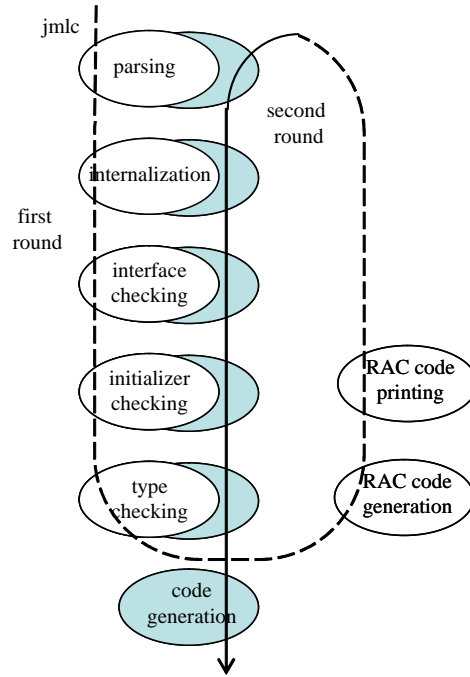 jmlc
parsing
second
round
internalization
first
round
interface
checking
initializer
checking
RAC code
printing
type
checking
RAC code
generation
code
generation